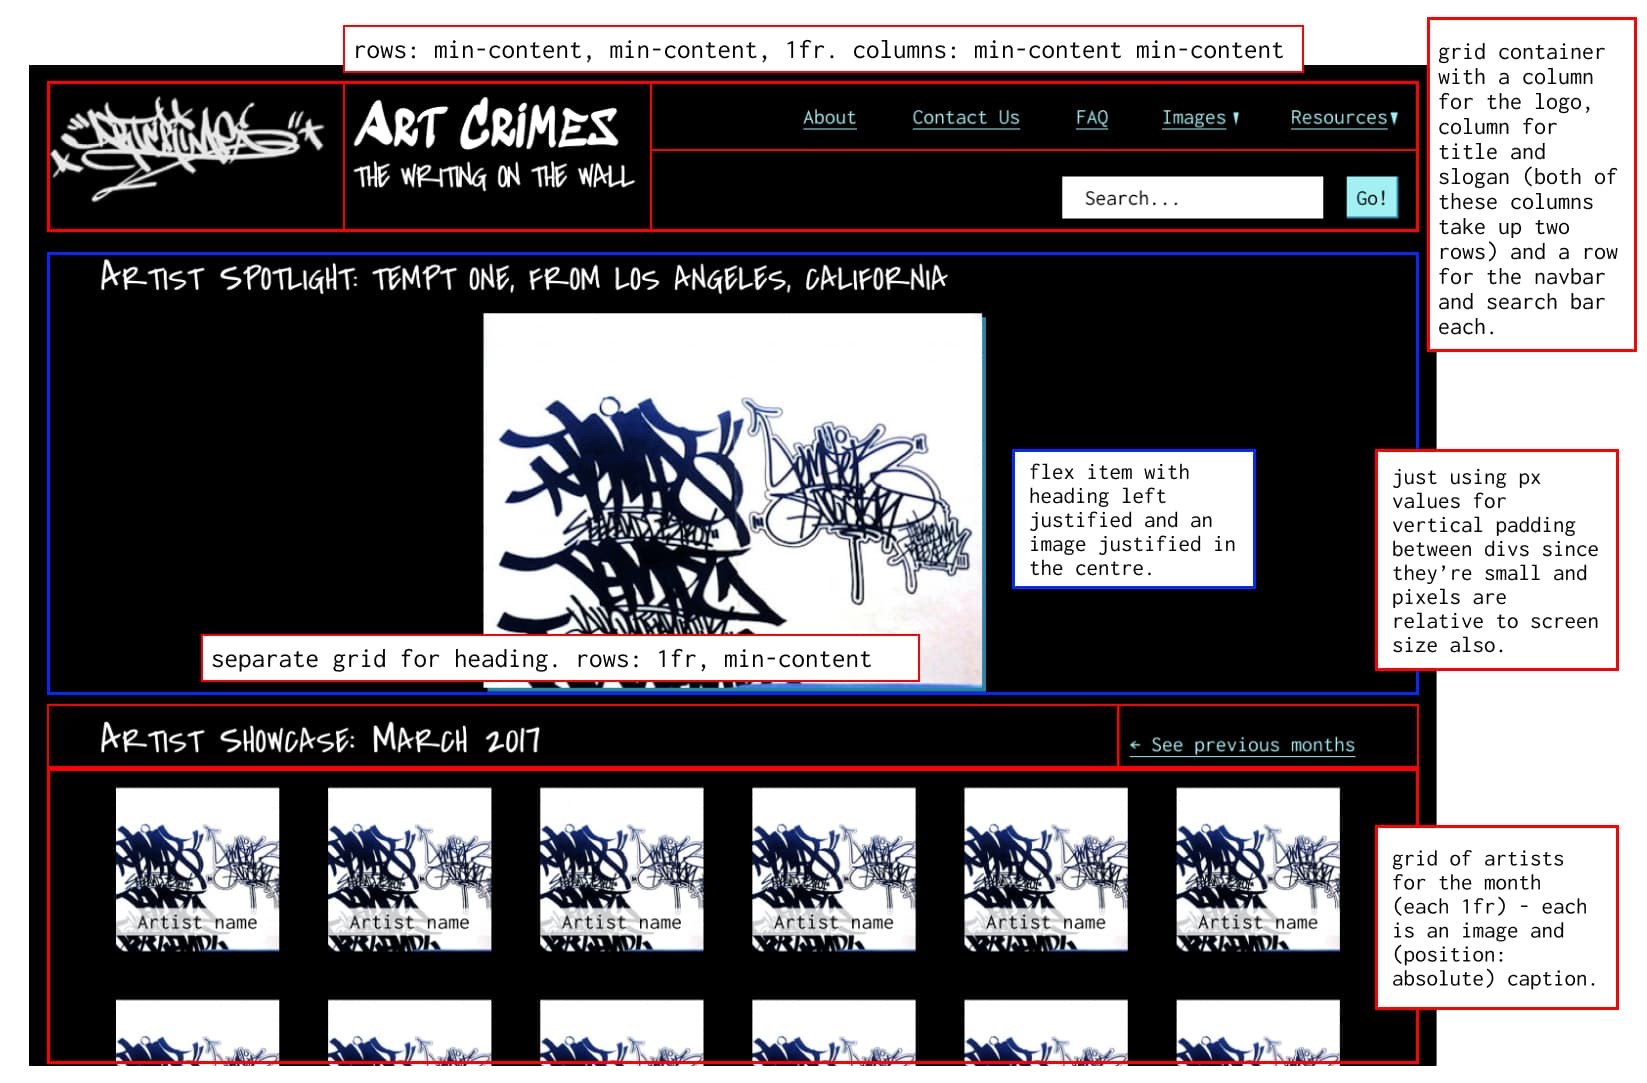 rows: min-content, min-content, 1fr. columns: min-content min-content
grid container
with a column
for the logo,
column for
title and
slogan (both of
these columns
take up two
rows) and a row
for the navbar
and search bar
each.
ART CRiMES
THE WRITING ON THE WALL
About
Contact Us
FAQ
Images
Resources
Search...
Go!
ARTIST SPOTLIGHT: TEMPT ONE, FROM LOS ANGELES, CALIFORNIA
flex item with
heading left
justified and an
image justified in
the centre.
just using px
values for
vertical padding
between divs since
they're small and
pixels are
relative to screen
size also.
separate grid for heading. rows: 1fr, min-content
ARTIST SHOWCASE: MARCH 2017
← See previous months
Artist name
Artist name
Artist name
Artist name
Artist name
Artist name
grid of artists
for the month
(each 1fr) - each
is an image and
(position:
absolute) caption.